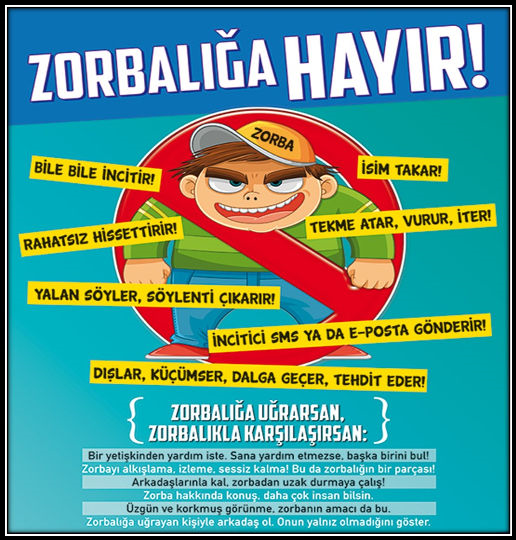 ZORBALIĞA HAYIR!
ZORBA
BİLE BİLE İNCİTİR!
İSİM TAKAR!
RAHATSIZ HİSSETTİRİR!
TEKME ATAR, VURUR, İTER!
YALAN SÖYLER, SÖYLENTİ ÇIKARIR!
İNCİTİCİ SMS YA DA E-POSTA GÖNDERİR!
DIŞLAR, KÜÇÜMSER, DALGA GEÇER, TEHDİT EDER!
ZORBALIĞA UĞRARSAN,
ZORBALIKLA KARŞILAŞIRSAN:
Bir yetişkinden yardım iste. Sana yardım etmezse, başka birini bul!
Zorbayı alkışlama, izleme, sessiz kalma! Bu da zorbalığın bir parçası!
Arkadaşlarınla kal, zorbadan uzak durmaya çalış!
Zorba hakkında konuş, daha çok insan bilsin.
Üzgün ve korkmuş görünme, zorbanın amacı da bu.
Zorbalığa uğrayan kişiyle arkadaş ol. Onun yalnız olmadığını göster.